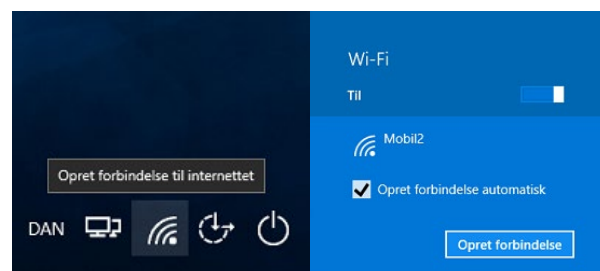 Opret forbindelse til internettet
DAN
Wi-Fi
Til
Mobil2
Opret forbindelse automatisk
Opret forbindelse